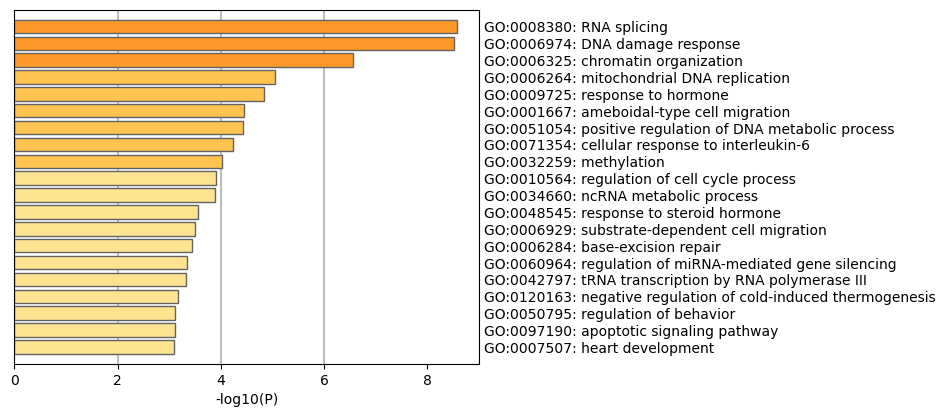 GO:0008380: RNA splicing
GO:0006974: DNA damage response
GO:0006325: chromatin organization
GO:0006264: mitochondrial DNA replication
GO:0009725: response to hormone
GO:0001667: ameboidal-type cell migration
GO:0051054: positive regulation of DNA metabolic process
GO:0071354: cellular response to interleukin-6
GO:0032259: methylation
GO:0010564: regulation of cell cycle process
GO:0034660: ncRNA metabolic process
GO:0048545: response to steroid hormone
GO:0006929: substrate-dependent cell migration
GO:0006284: base-excision repair
GO:0060964: regulation of miRNA-mediated gene silencing
GO:0042797: tRNA transcription by RNA polymerase III
GO:0120163: negative regulation of cold-induced thermogenesis
GO:0050795: regulation of behavior
GO:0097190: apoptotic signaling pathway
GO:0007507: heart development
0 2 4 6 8
-log10(P)